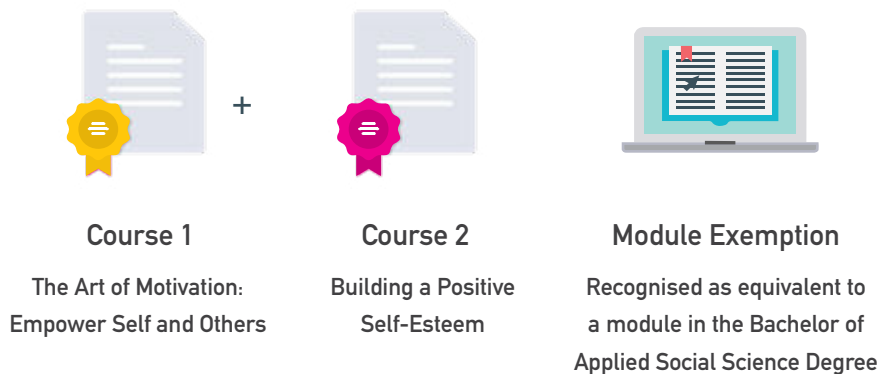 +
Course 1
The Art of Motivation:
Empower Self and Others
Course 2
Building a Positive
Self-Esteem
Module Exemption
Recognised as equivalent to
a module in the Bachelor of
Applied Social Science Degree